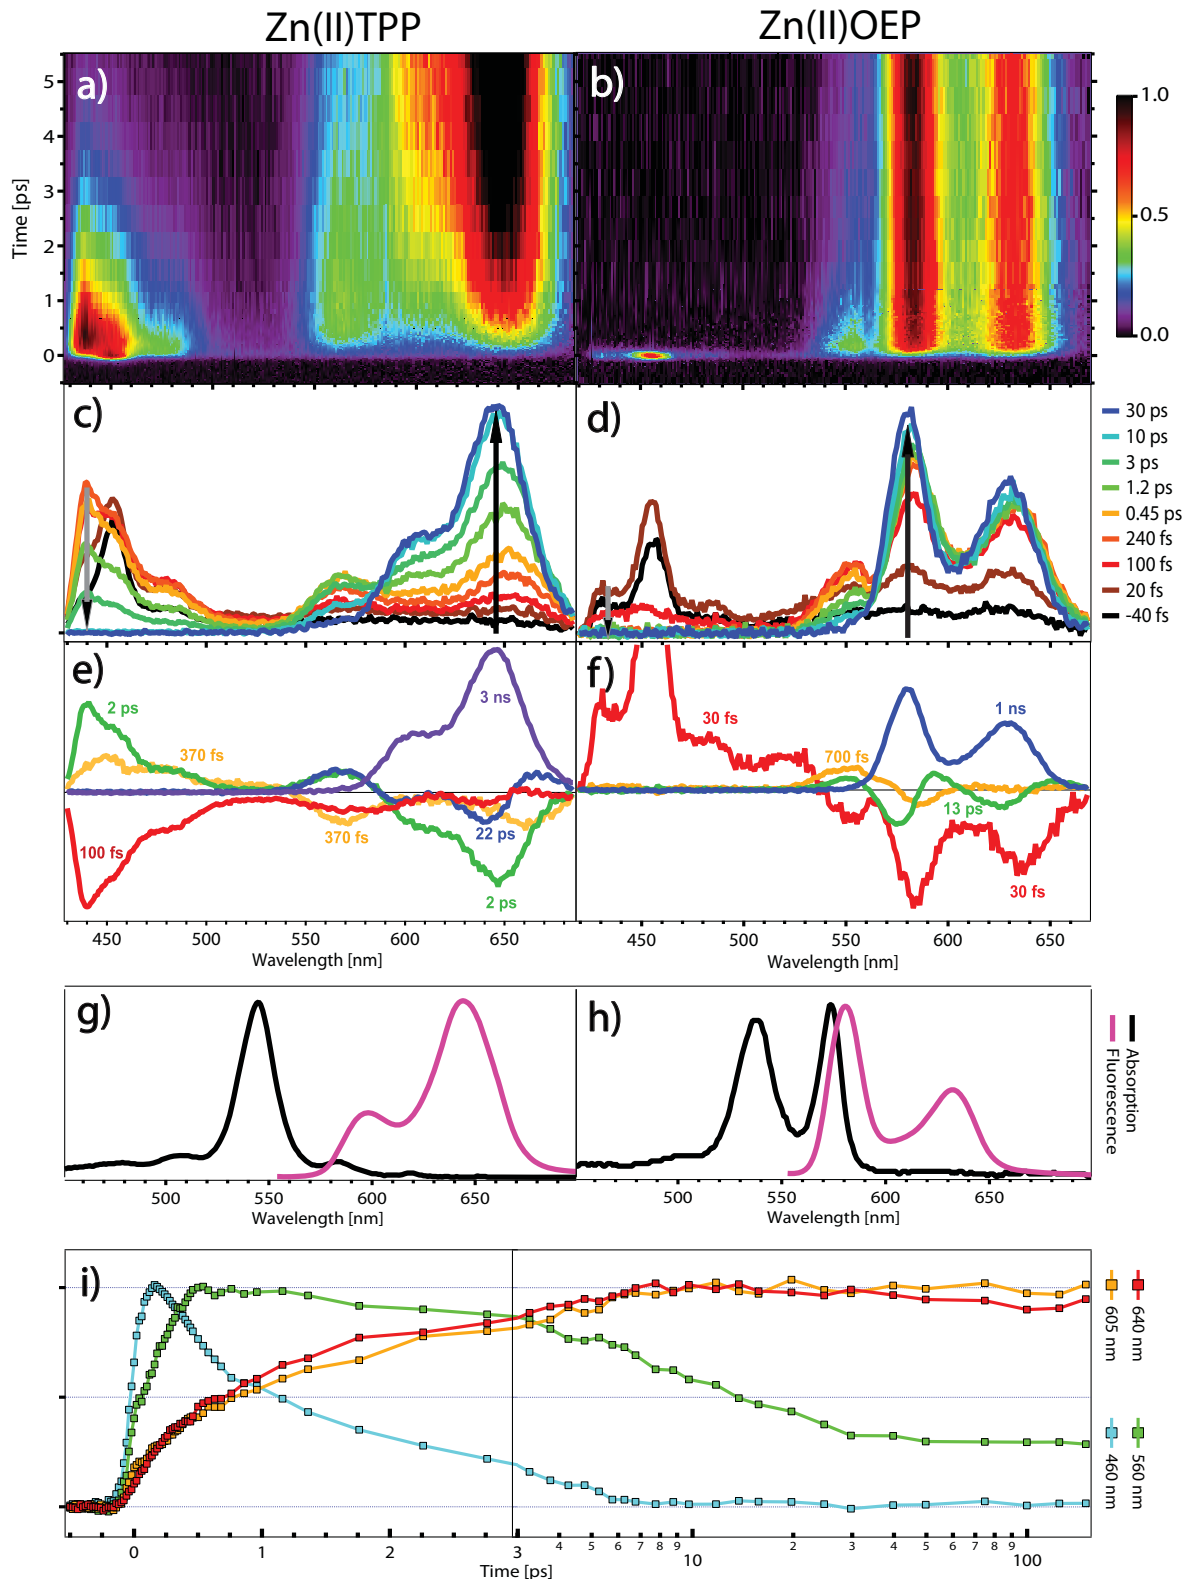 Zn(II)TPP
Zn(II)OEP
a)
b)
5
4
3
2
1
0
Time [ps]
1.0
0.5
0.0
c)
d)
30 ps
10 ps
3 ps
1.2 ps
0.45 ps
240 fs
100 fs
20 fs
-40 fs
e)
2 ps
370 fs
3 ns
100 fs
370 fs
22 ps
2 ps
f)
30 fs
700 fs
1 ns
13 ps
30 fs
450 500 550 600 650
Wavelength [nm]
450 500 550 600 650
Wavelength [nm]
g)
h)
Absorption
Fluorescence
500 550 600 650
Wavelength [nm]
500 550 600 650
Wavelength [nm]
i)
605 nm
640 nm
460 nm
560 nm
0 1 2 3 4 5 6 7 8 9 10 2 3 4 5 6 7 8 9 100
Time [ps]